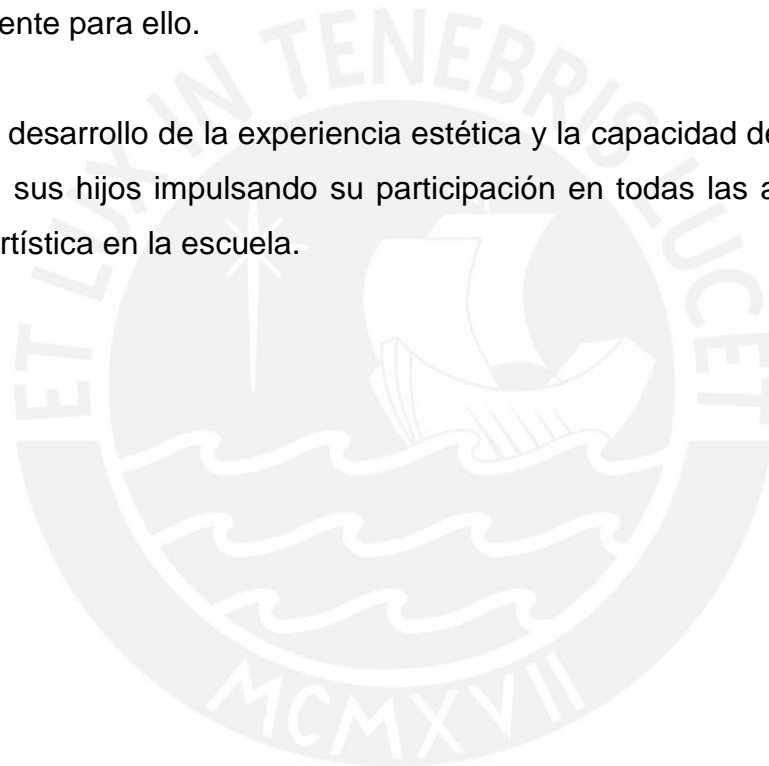 ente para ello.
desarrollo de la experiencia estética y la capacidad de
sus hijos impulsando su participación en todas las a
rtística en la escuela.
ET LUX IN TENEBRIS LUCET
MCMXVII